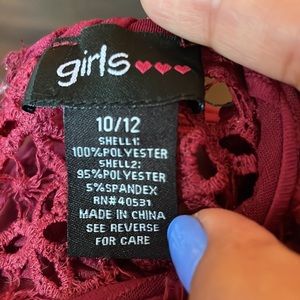 girls
10/12
SHELL1:
100%POLYESTER
SHELL2:
95%POLYESTER
5%SPANDEX
RN#40531
MADE IN CHINA
SEE REVERSE
FOR CARE